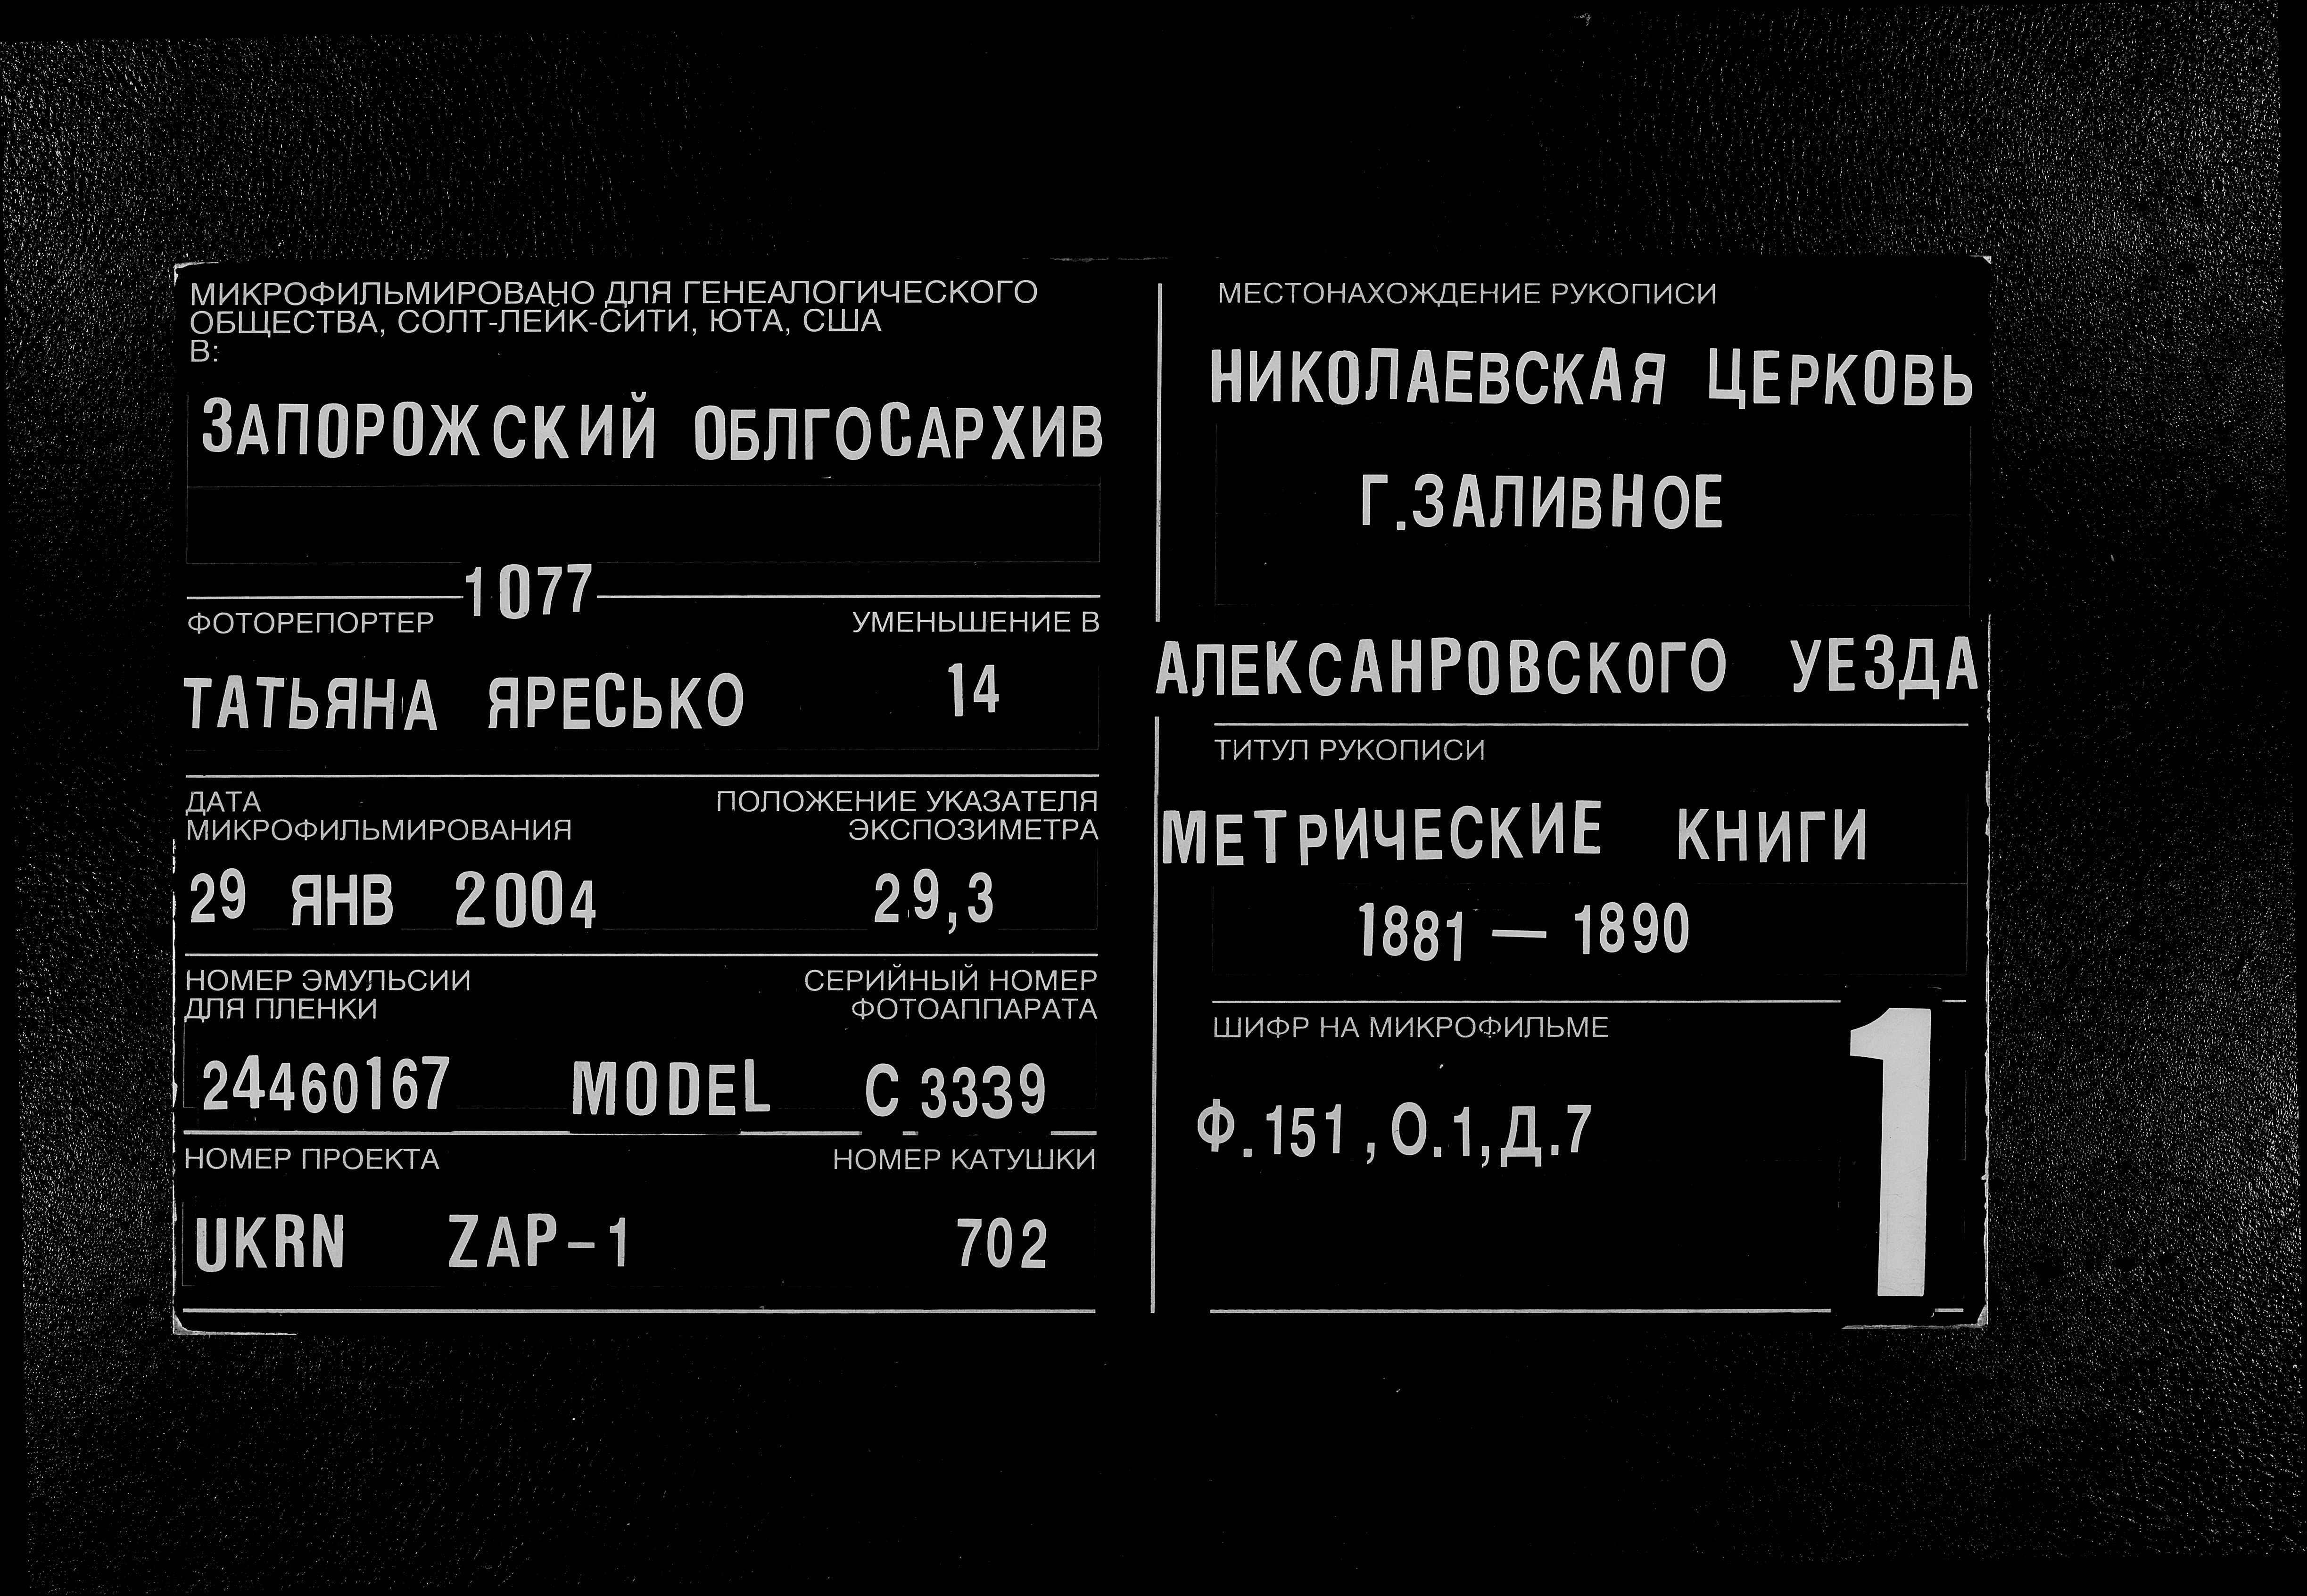 МИКРОФИЛЬМИРОВАНО ДЛЯ ГЕНЕАЛОГИЧЕСКОГО
ОБЩЕСТВА, СОЛТ-ЛЕЙК-СИТИ, ЮТА, США
В:
ЗАПОРОЖСКИЙ ОБЛГОСАРХИВ
1077
ФОТОРЕПОРТЕР УМЕНЬШЕНИЕ В
ТАТЬЯНА ЯРЕСЬКО 14
ДАТА ПОЛОЖЕНИЕ УКАЗАТЕЛЯ
МИКРОФИЛЬМИРОВАНИЯ ЭКСПОЗИМЕТРА
29 ЯНВ 2004 29,3
НОМЕР ЭМУЛЬСИИ СЕРИЙНЫЙ НОМЕР
ДЛЯ ПЛЕНКИ ФОТОАППАРАТА
24460167 MODEL C 3339
НОМЕР ПРОЕКТА НОМЕР КАТУШКИ
UKRN ZAP-1 702
МЕСТОНАХОЖДЕНИЕ РУКОПИСИ
НИКОЛАЕВСКАЯ ЦЕРКОВЬ
Г.ЗАЛИВНОЕ
АЛЕКСАНРОВСКОГО УЕЗДА
ТИТУЛ РУКОПИСИ
МЕТРИЧЕСКИЕ КНИГИ
1881 — 1890
ШИФР НА МИКРОФИЛЬМЕ
Ф.151,О.1,Д.7
1